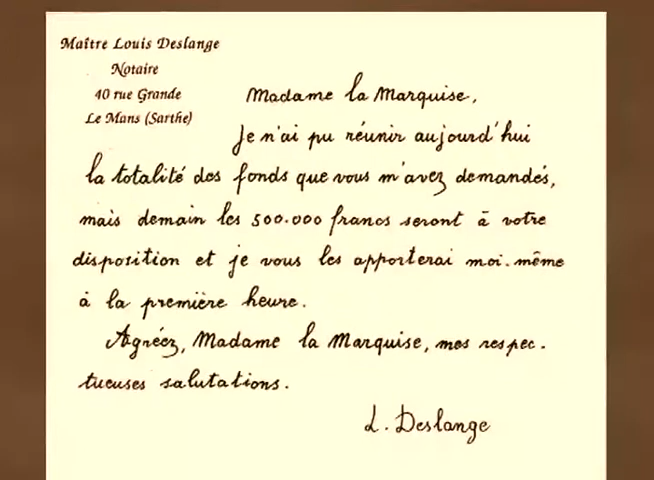 Maître Louis Deslange
Notaire
40 rue Grande
Le Mans (Sarthe)
Madame la Marquise,
Je n'ai pu réunir aujourd'hui
la totalité des fonds que vous m'avez demandés,
mais demain les 500.000 francs seront à votre
disposition et je vous les apporterai moi-même
à la première heure.
Agréez, Madame la Marquise, mes respec-
tueuses salutations.
L. Deslange